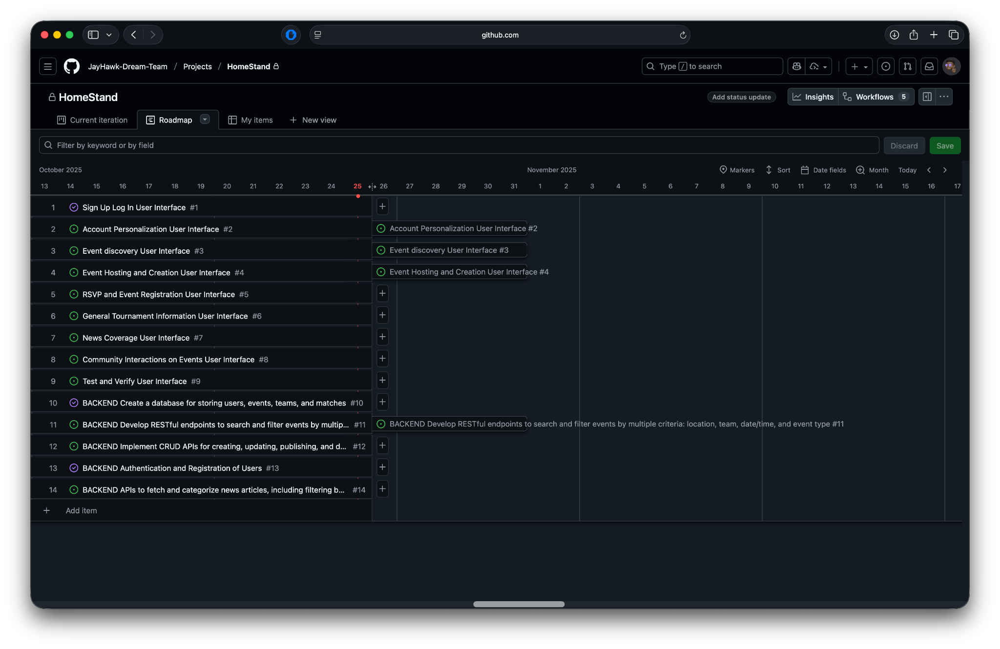 github.com
JayHawk-Dream-Team / Projects / HomeStand
Type / to search
HomeStand
Add status update
Insights
Workflows 5
Current iteration
Roadmap
My items
New view
Filter by keyword or by field
Discard
Save
October 2025
November 2025
Markers
Sort
Date fields
Month
Today
13 14 15 16 17 18 19 20 21 22 23 24 25 26 27 28 29 30 31 1 2 3 4 5 6 7 8 9 10 11 12 13 14 15 16 17
1 Sign Up Log In User Interface #1
2 Account Personalization User Interface #2
Account Personalization User Interface #2
3 Event discovery User Interface #3
Event discovery User Interface #3
4 Event Hosting and Creation User Interface #4
Event Hosting and Creation User Interface #4
5 RSVP and Event Registration User Interface #5
6 General Tournament Information User Interface #6
7 News Coverage User Interface #7
8 Community Interactions on Events User Interface #8
9 Test and Verify User Interface #9
10 BACKEND Create a database for storing users, events, teams, and matches #10
11 BACKEND Develop RESTful endpoints to search and filter events by multip... #11
BACKEND Develop RESTful endpoints to search and filter events by multiple criteria: location, team, date/time, and event type #11
12 BACKEND Implement CRUD APIs for creating, updating, publishing, and d... #12
13 BACKEND Authentication and Registration of Users #13
14 BACKEND APIs to fetch and categorize news articles, including filtering b... #14
Add item